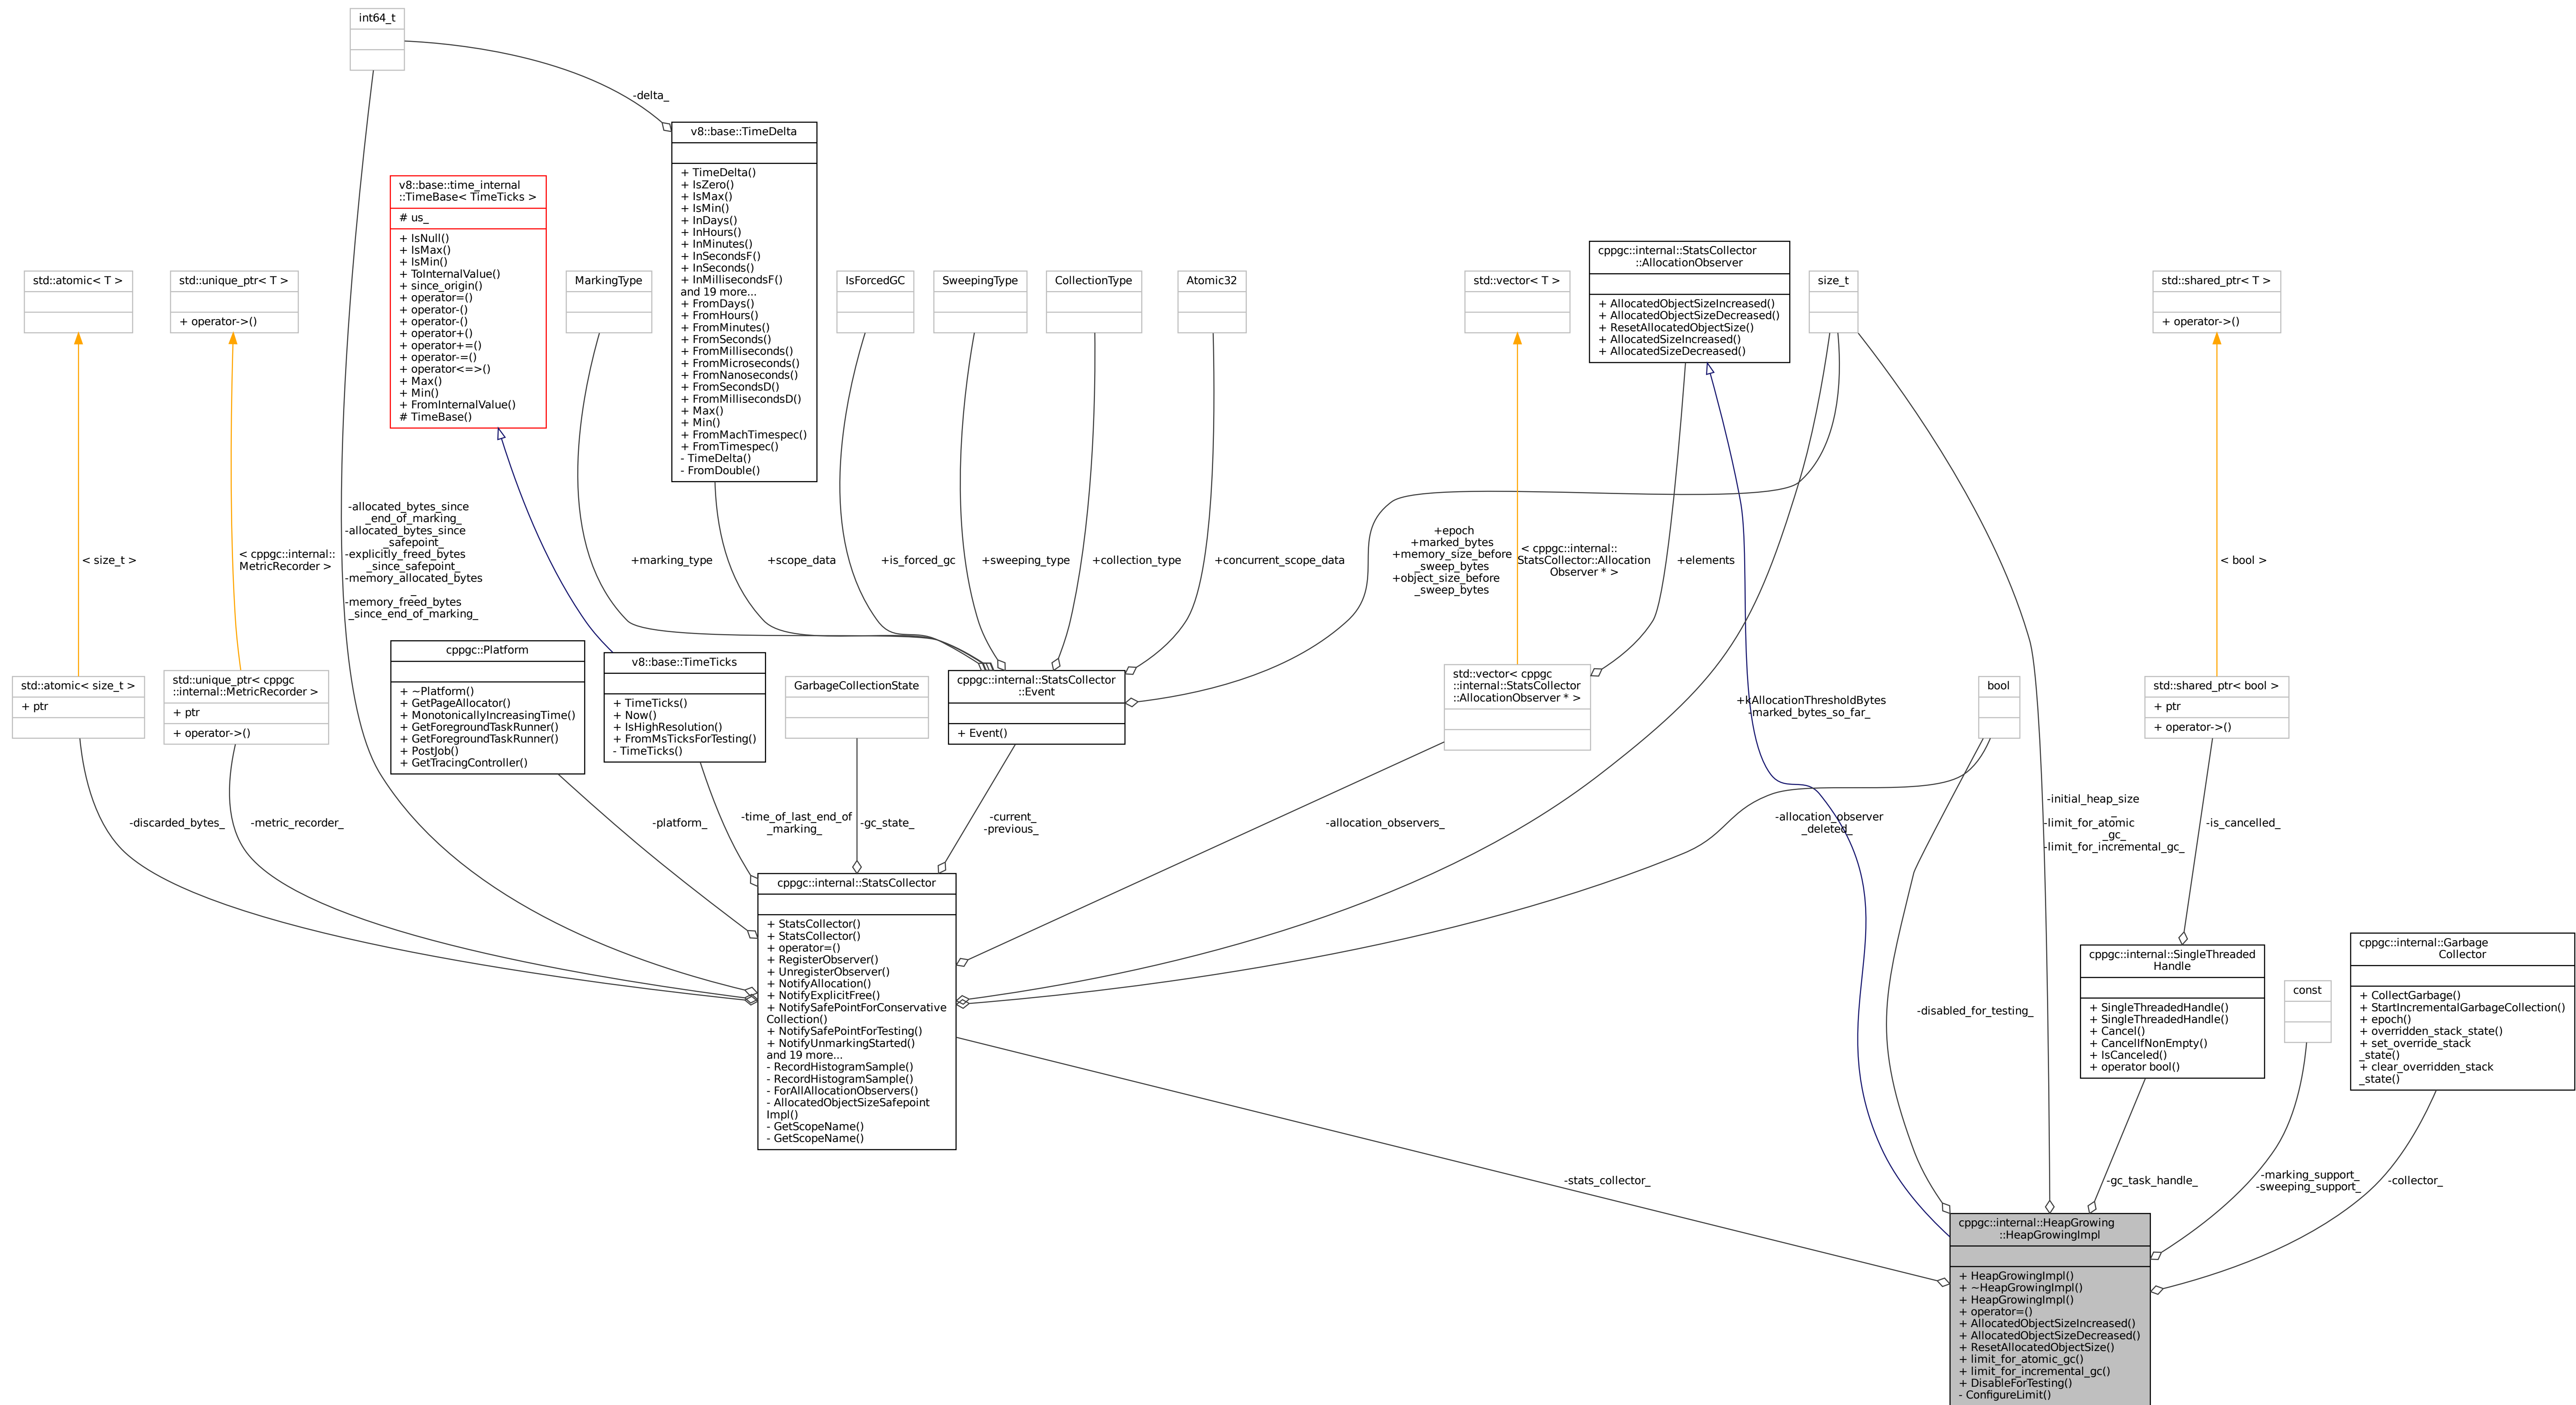 int64_t
-delta_
v8::base::TimeDelta
+ TimeDelta()
+ IsZero()
+ IsMax()
+ IsMin()
+ InDays()
+ InHours()
+ InMinutes()
+ InSecondsF()
+ InSeconds()
+ InMillisecondsF()
and 19 more...
+ FromDays()
+ FromHours()
+ FromMinutes()
+ FromSeconds()
+ FromMilliseconds()
+ FromMicroseconds()
+ FromNanoseconds()
+ FromSecondsD()
+ FromMillisecondsD()
+ Max()
+ Min()
+ FromMachTimespec()
+ FromTimespec()
- TimeDelta()
- FromDouble()
v8::base::time_internal
::TimeBase< TimeTicks >
# us_
+ IsNull()
+ IsMax()
+ IsMin()
+ ToInternalValue()
+ since_origin()
+ operator=()
+ operator-()
+ operator-()
+ operator+()
+ operator+=()
+ operator-=()
+ operator<=>()
+ Max()
+ Min()
+ FromInternalValue()
# TimeBase()
std::atomic< T >
std::unique_ptr< T >
+ operator->()
MarkingType
IsForcedGC
SweepingType
CollectionType
Atomic32
std::vector< T >
cppgc::internal::StatsCollector
::AllocationObserver
+ AllocatedObjectSizeIncreased()
+ AllocatedObjectSizeDecreased()
+ ResetAllocatedObjectSize()
+ AllocatedSizeIncreased()
+ AllocatedSizeDecreased()
size_t
std::shared_ptr< T >
+ operator->()
< size_t >
< cppgc::internal::
MetricRecorder >
-allocated_bytes_since
_end_of_marking_
-allocated_bytes_since
_safepoint_
-explicitly_freed_bytes
_since_safepoint_
-memory_allocated_bytes
_
-memory_freed_bytes
_since_end_of_marking_
+marking_type
+scope_data
+is_forced_gc
+sweeping_type
+collection_type
+concurrent_scope_data
+epoch
+marked_bytes
+memory_size_before
_sweep_bytes
+object_size_before
_sweep_bytes
< cppgc::internal::
StatsCollector::Allocation
Observer * >
+elements
< bool >
std::atomic< size_t >
+ ptr
std::unique_ptr< cppgc
::internal::MetricRecorder >
+ ptr
+ operator->()
cppgc::Platform
+ ~Platform()
+ GetPageAllocator()
+ MonotonicallyIncreasingTime()
+ GetForegroundTaskRunner()
+ GetForegroundTaskRunner()
+ PostJob()
+ GetTracingController()
v8::base::TimeTicks
+ TimeTicks()
+ Now()
+ IsHighResolution()
+ FromMsTicksForTesting()
- TimeTicks()
GarbageCollectionState
cppgc::internal::StatsCollector
::Event
+ Event()
std::vector< cppgc
::internal::StatsCollector
::AllocationObserver * >
+kAllocationThresholdBytes
-marked_bytes_so_far_
bool
std::shared_ptr< bool >
+ ptr
+ operator->()
-discarded_bytes_
-metric_recorder_
-platform_
-time_of_last_end_of
_marking_
-gc_state_
-current_
-previous_
-allocation_observers_
-allocation_observer
_deleted_
-initial_heap_size
_
-limit_for_atomic
_gc_
-limit_for_incremental_gc_
-is_cancelled_
cppgc::internal::StatsCollector
+ StatsCollector()
+ StatsCollector()
+ operator=()
+ RegisterObserver()
+ UnregisterObserver()
+ NotifyAllocation()
+ NotifyExplicitFree()
+ NotifySafePointForConservative
Collection()
+ NotifySafePointForTesting()
+ NotifyUnmarkingStarted()
and 19 more...
- RecordHistogramSample()
- RecordHistogramSample()
- ForAllAllocationObservers()
- AllocatedObjectSizeSafepoint
Impl()
- GetScopeName()
- GetScopeName()
-disabled_for_testing_
cppgc::internal::SingleThreaded
Handle
+ SingleThreadedHandle()
+ SingleThreadedHandle()
+ Cancel()
+ CancelIfNonEmpty()
+ IsCanceled()
+ operator bool()
const
cppgc::internal::Garbage
Collector
+ CollectGarbage()
+ StartIncrementalGarbageCollection()
+ epoch()
+ overridden_stack_state()
+ set_override_stack
_state()
+ clear_overridden_stack
_state()
-stats_collector_
-gc_task_handle_
-marking_support_
-sweeping_support_
-collector_
cppgc::internal::HeapGrowing
::HeapGrowingImpl
+ HeapGrowingImpl()
+ ~HeapGrowingImpl()
+ HeapGrowingImpl()
+ operator=()
+ AllocatedObjectSizeIncreased()
+ AllocatedObjectSizeDecreased()
+ ResetAllocatedObjectSize()
+ limit_for_atomic_gc()
+ limit_for_incremental_gc()
+ DisableForTesting()
- ConfigureLimit()